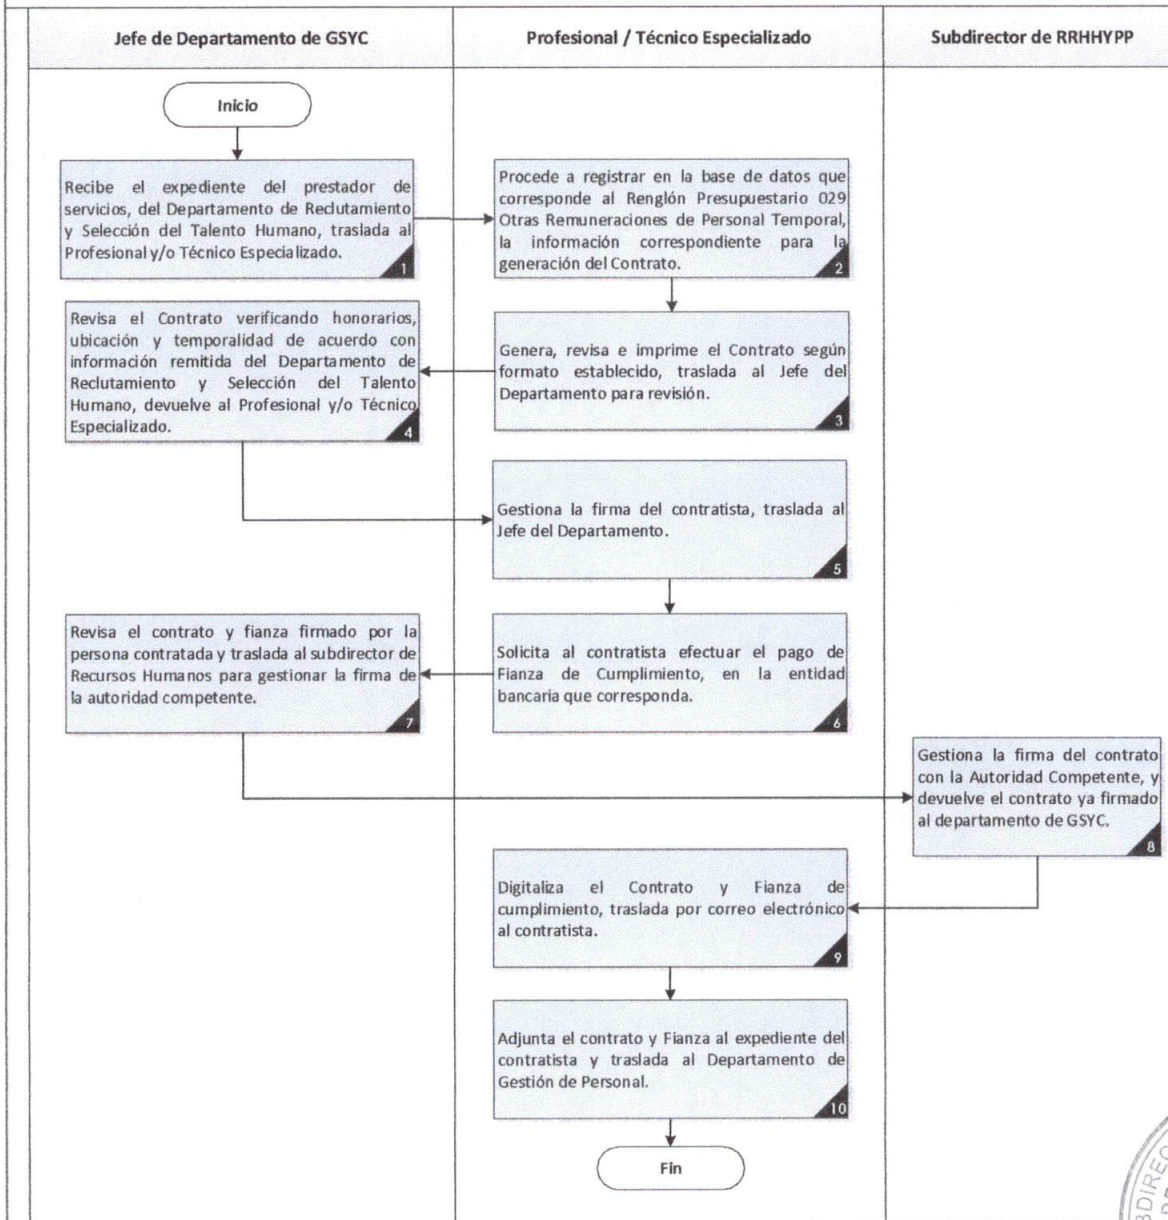 Jefe de Departamento de GSYC
Profesional / Técnico Especializado
Subdirector de RRHHYPP
Inicio
Recibe el expediente del prestador de
servicios, del Departamento de Reclutamiento
y Selección del Talento Humano, traslada al
Profesional y/o Técnico Especializado.
1
Procede a registrar en la base de datos que
corresponde al Renglón Presupuestario 029
Otras Remuneraciones de Personal Temporal,
la información correspondiente para la
generación del Contrato.
2
Genera, revisa e imprime el Contrato según
formato establecido, traslada al Jefe del
Departamento para revisión.
3
Revisa el Contrato verificando honorarios,
ubicación y temporalidad de acuerdo con
información remitida del Departamento de
Reclutamiento y Selección del Talento
Humano, devuelve al Profesional y/o Técnico
Especializado.
4
Gestiona la firma del contratista, traslada al
Jefe del Departamento.
5
Solicita al contratista efectuar el pago de
Fianza de Cumplimiento, en la entidad
bancaria que corresponda.
6
Revisa el contrato y fianza firmado por la
persona contratada y traslada al subdirector de
Recursos Humanos para gestionar la firma de
la autoridad competente.
7
Gestiona la firma del contrato
con la Autoridad Competente, y
devuelve el contrato ya firmado
al departamento de GSYC.
8
Digitaliza el Contrato y Fianza de
cumplimiento, traslada por correo electrónico
al contratista.
9
Adjunta el contrato y Fianza al expediente del
contratista y traslada al Departamento de
Gestión de Personal.
10
Fin